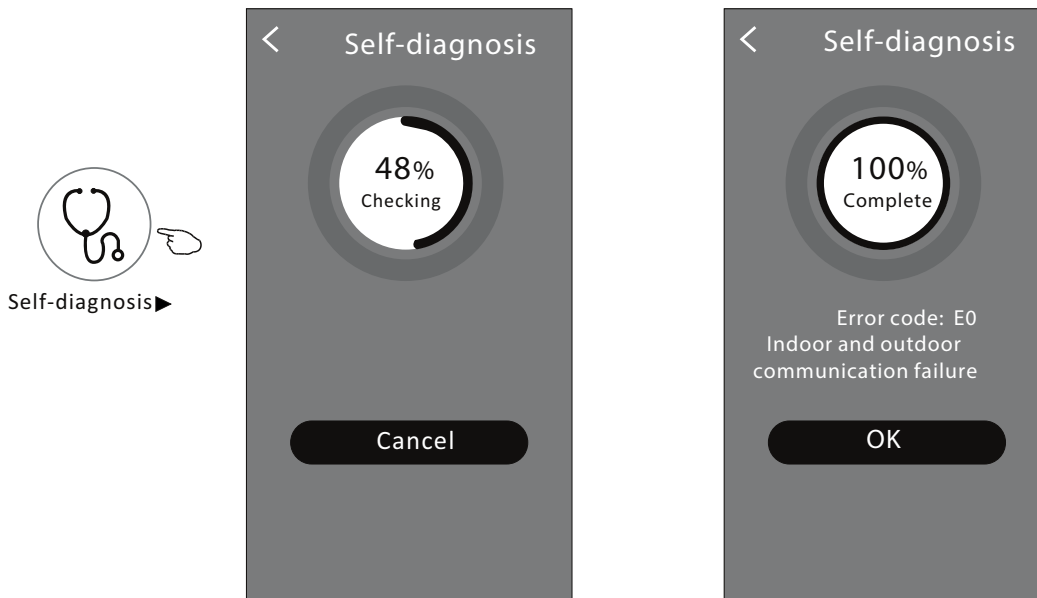 Self-diagnosis▶
Self-diagnosis
48%
Checking
Cancel
Self-diagnosis
100%
Complete
Error code: E0
Indoor and outdoor
communication failure
OK